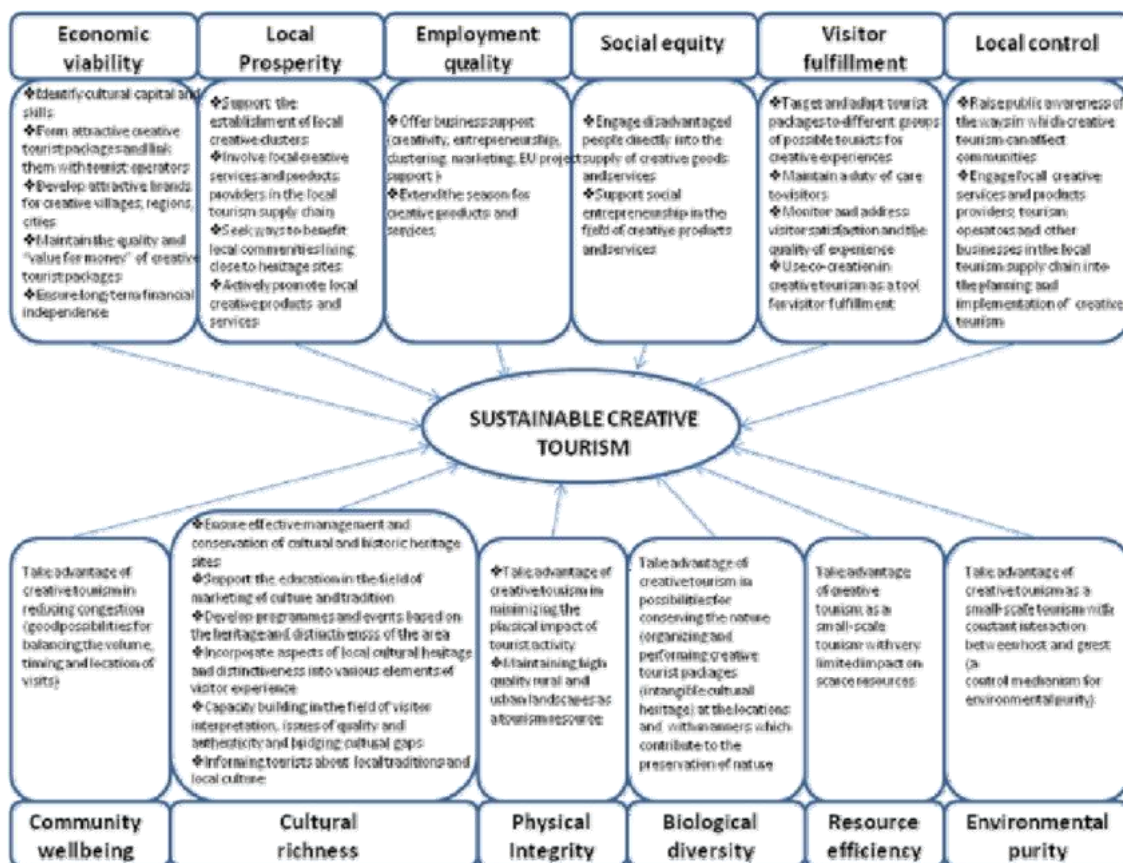 Economic
viability
Local
Prosperity
Employment
quality
Social equity
Visitor
fulfillment
Local control
❖Identify cultural capital and
skills
❖Form attractive creative
tourist packages and link
them with tourist operators
❖Develop attractive brands
for creative villages, regions,
cities
❖Maintain the quality and
"value for money" of creative
tourist packages
❖Ensure long-term financial
independence
❖Support the
establishment of local
creative clusters
❖Involve local creative
services and products
providers in the local
tourism supply chain
❖Seek ways to benefit
local communities living
close to heritage sites
❖Actively promote local
creative products and
services
❖Offer business support
(creativity, entrepreneurship,
clustering, marketing, EU project
support)
❖Extend the season for
creative products and
services
❖Engage disadvantaged
people directly into the
supply of creative goods
and services
❖Support social
entrepreneurship in the
field of creative products
and services
❖Target and adapt tourist
packages to different groups
of possible tourists for
creative experiences
❖Maintain a duty of care
to visitors
❖Monitor and address
visitor satisfaction and the
quality of experience
❖Use co-creation in
creative tourism as a tool
for visitor fulfillment
❖Raise public awareness of
the ways in which creative
tourism can affect
communities
❖Engage local creative
services and products
providers, tourism
operators and other
businesses in the local
tourism supply chain into
the planning and
implementation of creative
tourism
SUSTAINABLE CREATIVE
TOURISM
Take advantage of
creative tourism in
reducing congestion
(good possibilities for
balancing the volume,
timing and location of
visits)
❖Ensure effective management and
conservation of cultural and historic heritage
sites
❖Support the education in the field of
marketing of culture and tradition
❖Develop programmes and events based on
the heritage and distinctivenss of the area
❖Incorporate aspects of local cultural heritage
and distinctiveness into various elements of
visitor experience
❖Capacity building in the field of visitor
interpretation, issues of quality and
authenticity and bridging cultural gaps
❖Informing tourists about local traditions and
local culture
❖Take advantage of
creative tourism in
minimizing the
physical impact of
tourist activity
❖Maintaining high
quality rural and
urban landscapes as
a tourism resource
Take advantage of
creative tourism in
possibilities for
conserving the nature
(organizing and
performing creative
tourist packages
(intangible cultural
heritage) at the locations
and with manners which
contribute to the
preservation of nature
Take advantage
of creative
tourism as a
small-scale
tourism with very
limited impact on
scarce resources
Take advantage of
creative tourism as a
small-scale tourism with
constant interaction
between host and guest
(a
control mechanism for
environmental purity)
Community
wellbeing
Cultural
richness
Physical
Integrity
Biological
diversity
Resource
efficiency
Environmental
purity